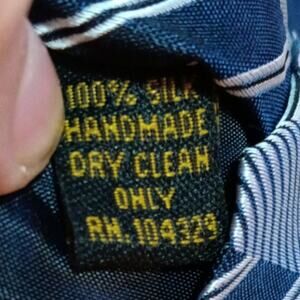 100% SILK
HANDMADE
DRY CLEAN
ONLY
RN. 104329